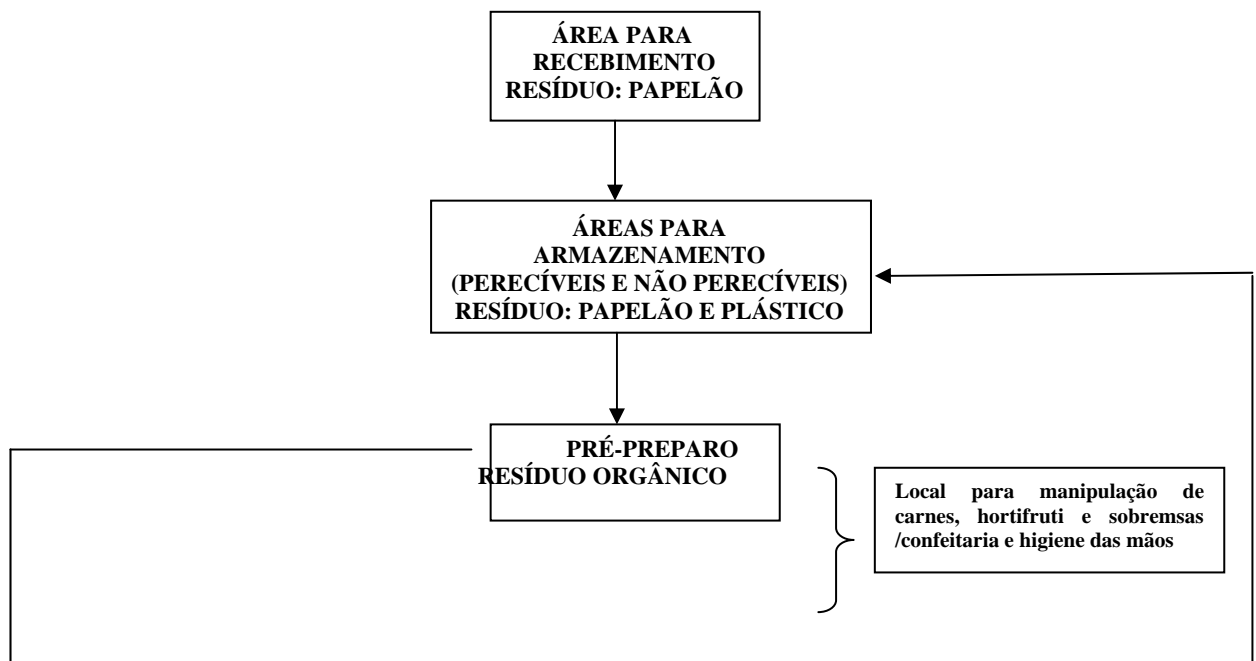 ÁREA PARA
RECEBIMENTO
RESÍDUO: PAPELÃO
ÁREAS PARA
ARMAZENAMENTO
(PERECÍVEIS E NÃO PERECÍVEIS)
RESÍDUO: PAPELÃO E PLÁSTICO
PRÉ-PREPARO
RESÍDUO ORGÂNICO
Local para manipulação de
carnes, hortifruti e sobremsas
/confeitaria e higiene das mãos